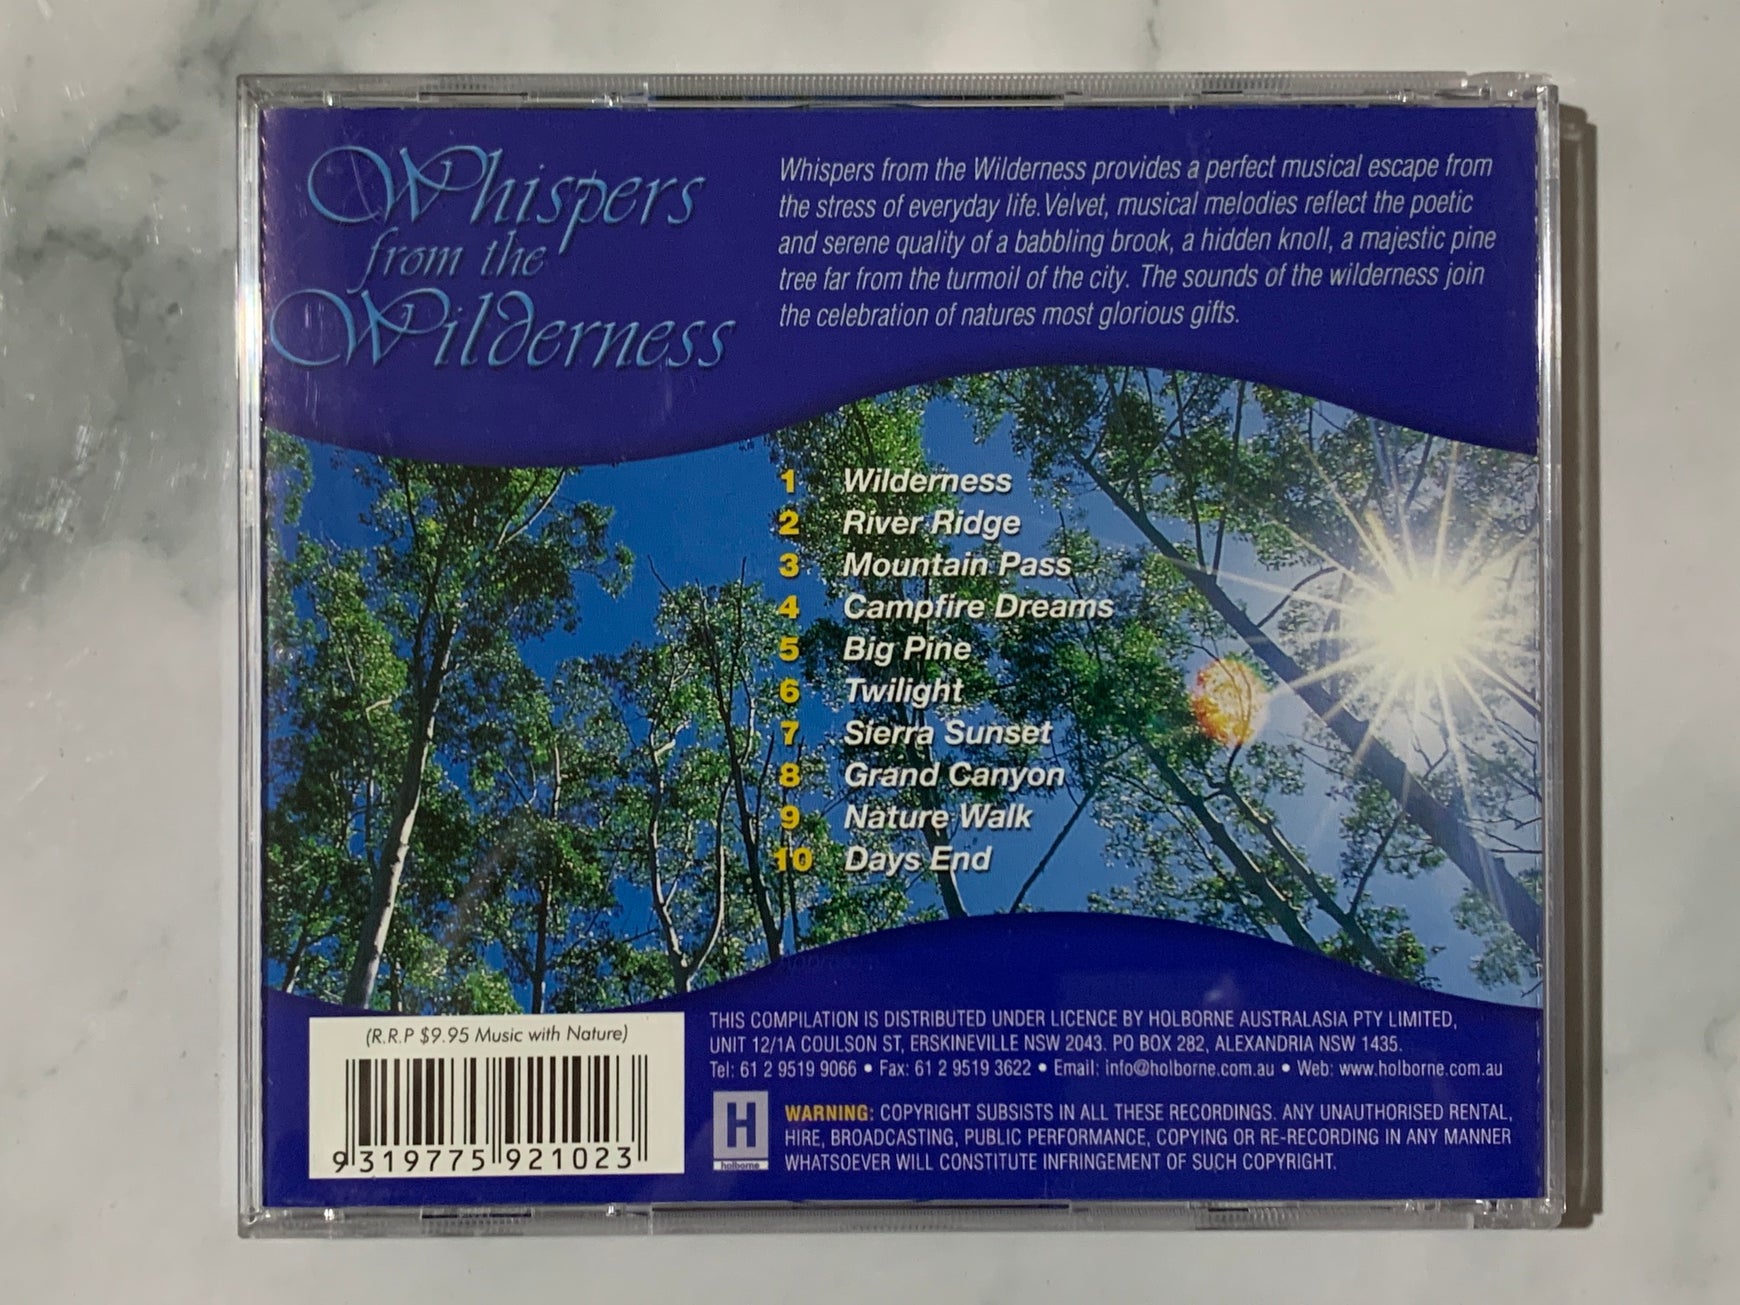 Whispers
from the
Wilderness
Whispers from the Wilderness provides a perfect musical escape from
the stress of everyday life. Velvet, musical melodies reflect the poetic
and serene quality of a babbling brook, a hidden knoll, a majestic pine
tree far from the turmoil of the city. The sounds of the wilderness join
the celebration of natures most glorious gifts.
1 Wilderness
2 River Ridge
3 Mountain Pass
4 Campfire Dreams
5 Big Pine
6 Twilight
7 Sierra Sunset
8 Grand Canyon
9 Nature Walk
10 Days End
(R.R.P $9.95 Music with Nature)
9 319775 921023
THIS COMPILATION IS DISTRIBUTED UNDER LICENCE BY HOLBORNE AUSTRALASIA PTY LIMITED,
UNIT 12/1A COULSON ST, ERSKINEVILLE NSW 2043. PO BOX 282, ALEXANDRIA NSW 1435.
Tel: 61 2 9519 9066 • Fax: 61 2 9519 3622 • Email: info@holborne.com.au • Web: www.holborne.com.au
H
holborne
WARNING: COPYRIGHT SUBSISTS IN ALL THESE RECORDINGS. ANY UNAUTHORISED RENTAL,
HIRE, BROADCASTING, PUBLIC PERFORMANCE, COPYING OR RE-RECORDING IN ANY MANNER
WHATSOEVER WILL CONSTITUTE INFRINGEMENT OF SUCH COPYRIGHT.